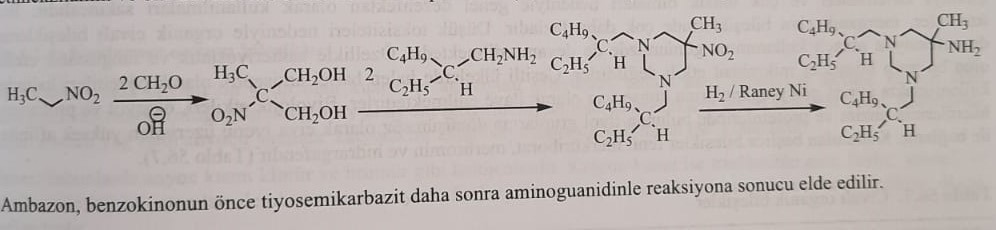 H₃C NO₂ 2 CH₂O OH H₃C O₂N C CH₂OH CH₂OH 2 C₄H₉ C₂H₅ C. H CH₂NH₂ C₄H₉ C₂H₅ C. H N CH₃ NO₂ N C₄H₉ C₂H₅ C. H H₂ / Raney Ni C₄H₉ C₂H₅ C. H N CH₃ NH₂ N C₄H₉ C₂H₅ C. H
Ambazon, benzokinonun önce tiyosemikarbazit daha sonra aminoguanidinle reaksiyona sonucu elde edilir.